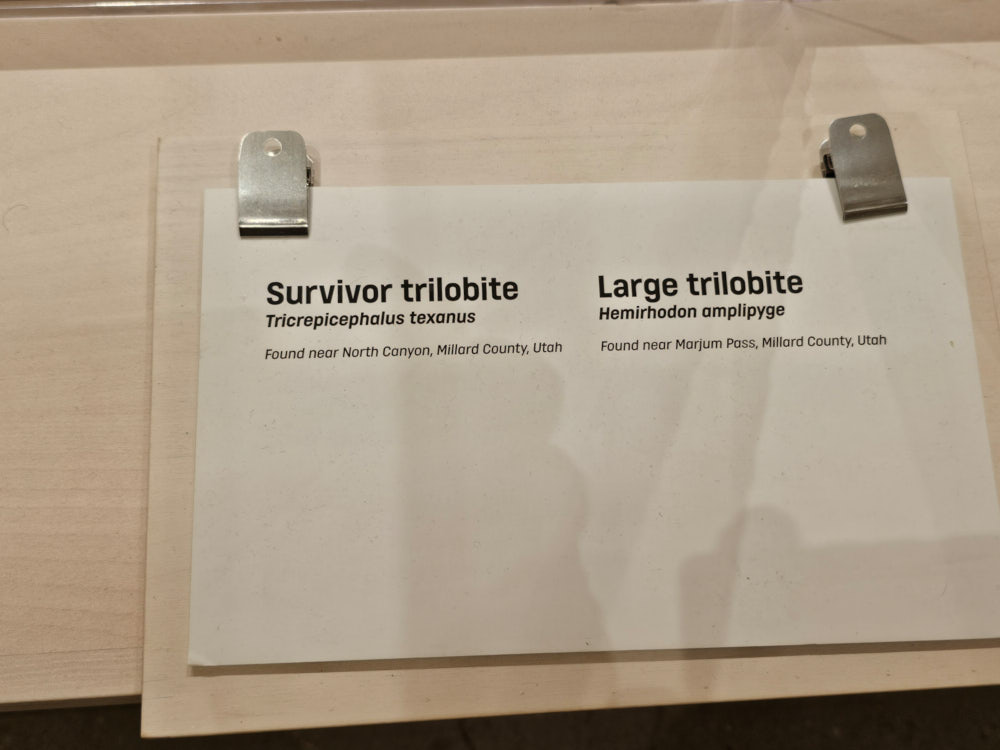 Survivor trilobite
Tricrepicephalus texanus
Found near North Canyon, Millard County, Utah
Large trilobite
Hemirhodon amplipyge
Found near Marjum Pass, Millard County, Utah